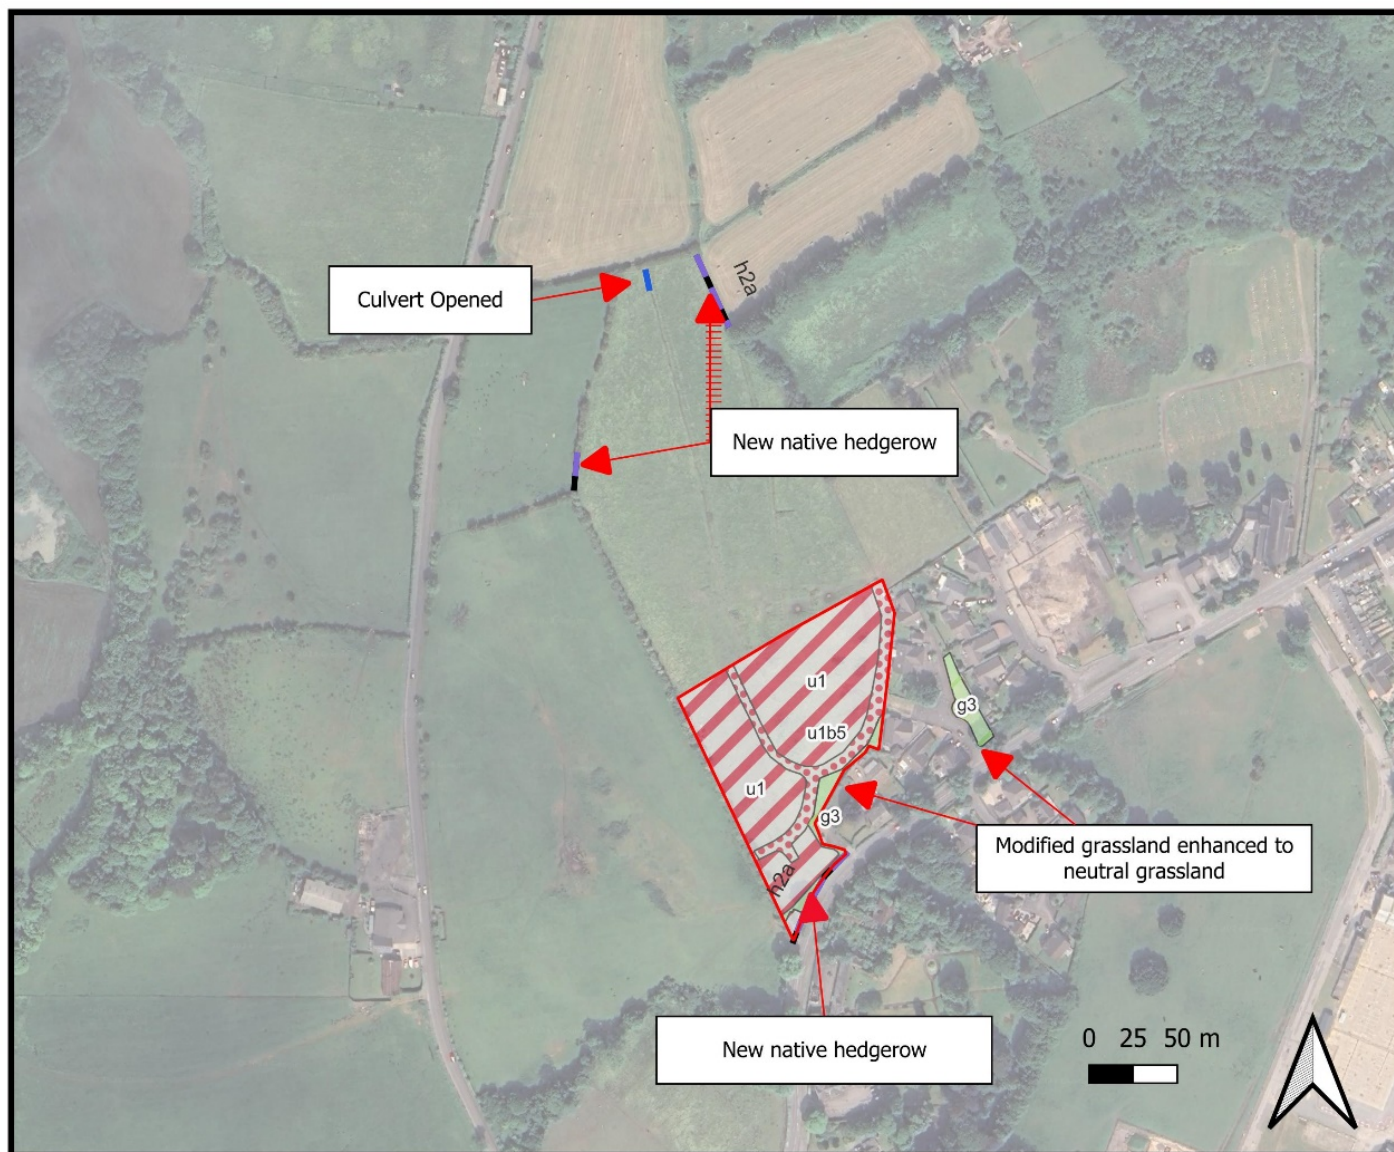 h2a
Culvert Opened
New native hedgerow
u1
u1b5
g3
u1
g3
Modified grassland enhanced to
neutral grassland
h2a
New native hedgerow
0 25 50 m